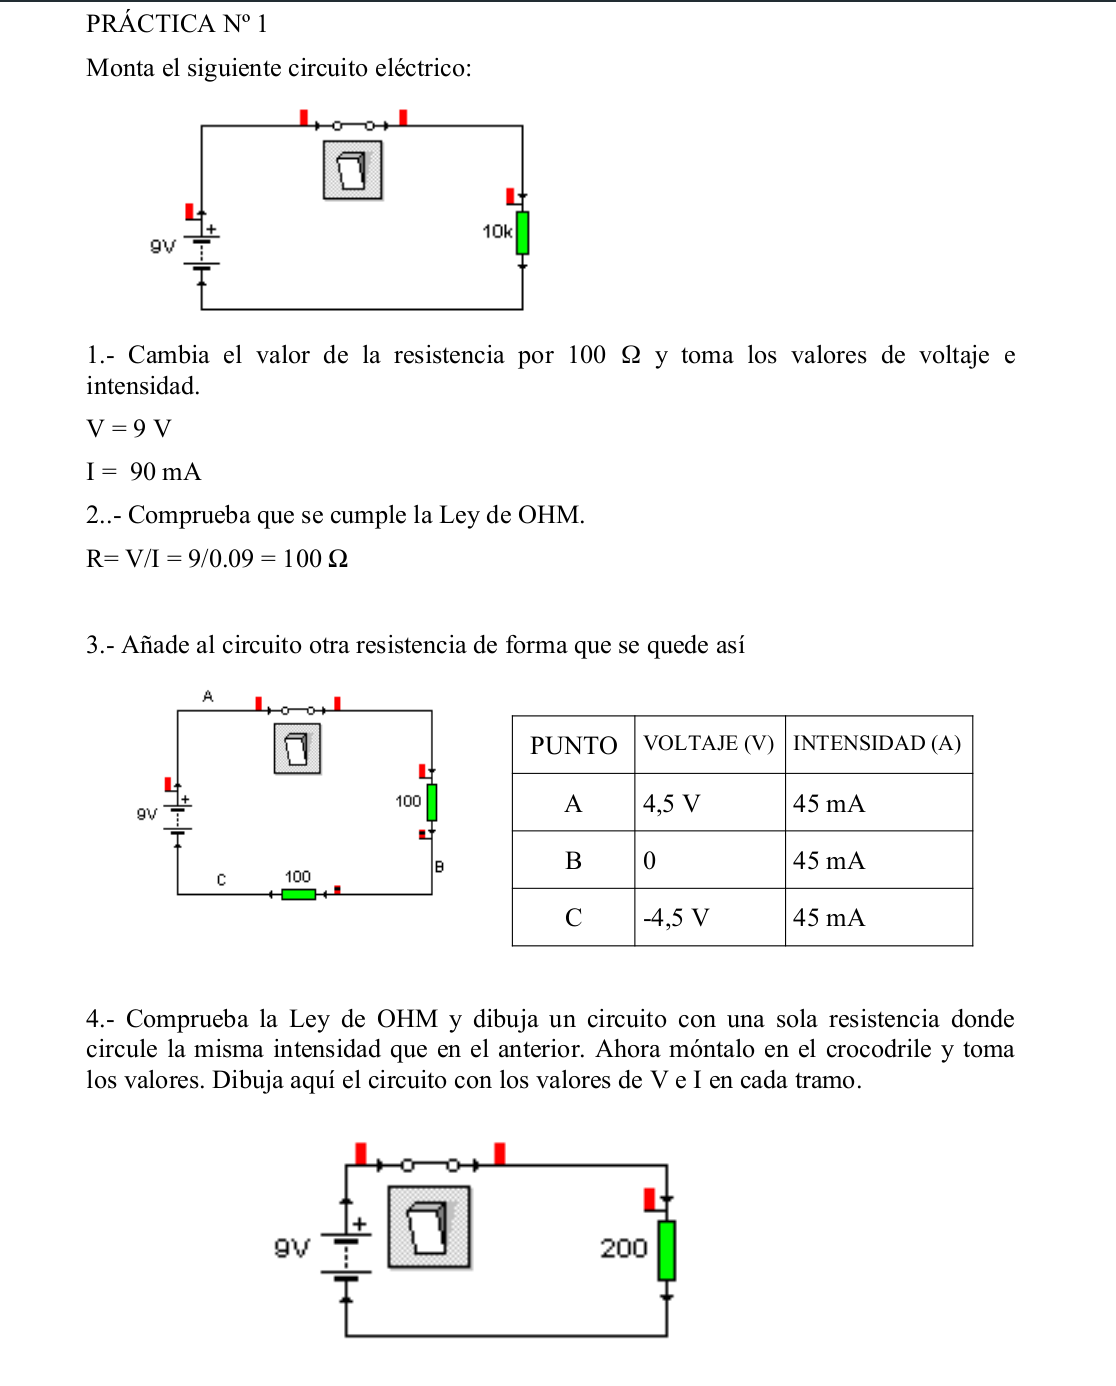 PRÁCTICA Nº 1
Monta el siguiente circuito eléctrico:
9V
+
10k
1.- Cambia el valor de la resistencia por 100 Ω y toma los valores de voltaje e
intensidad.
V = 9 V
I = 90 mA
2..- Comprueba que se cumple la Ley de OHM.
R= V/I = 9/0.09 = 100 Ω
3.- Añade al circuito otra resistencia de forma que se quede así
A
9V
+
100
B
C
100
PUNTO VOLTAJE (V) INTENSIDAD (A)
A 4,5 V 45 mA
B 0 45 mA
C -4,5 V 45 mA
4.- Comprueba la Ley de OHM y dibuja un circuito con una sola resistencia donde
circule la misma intensidad que en el anterior. Ahora móntalo en el crocodrile y toma
los valores. Dibuja aquí el circuito con los valores de V e I en cada tramo.
9V
+
200